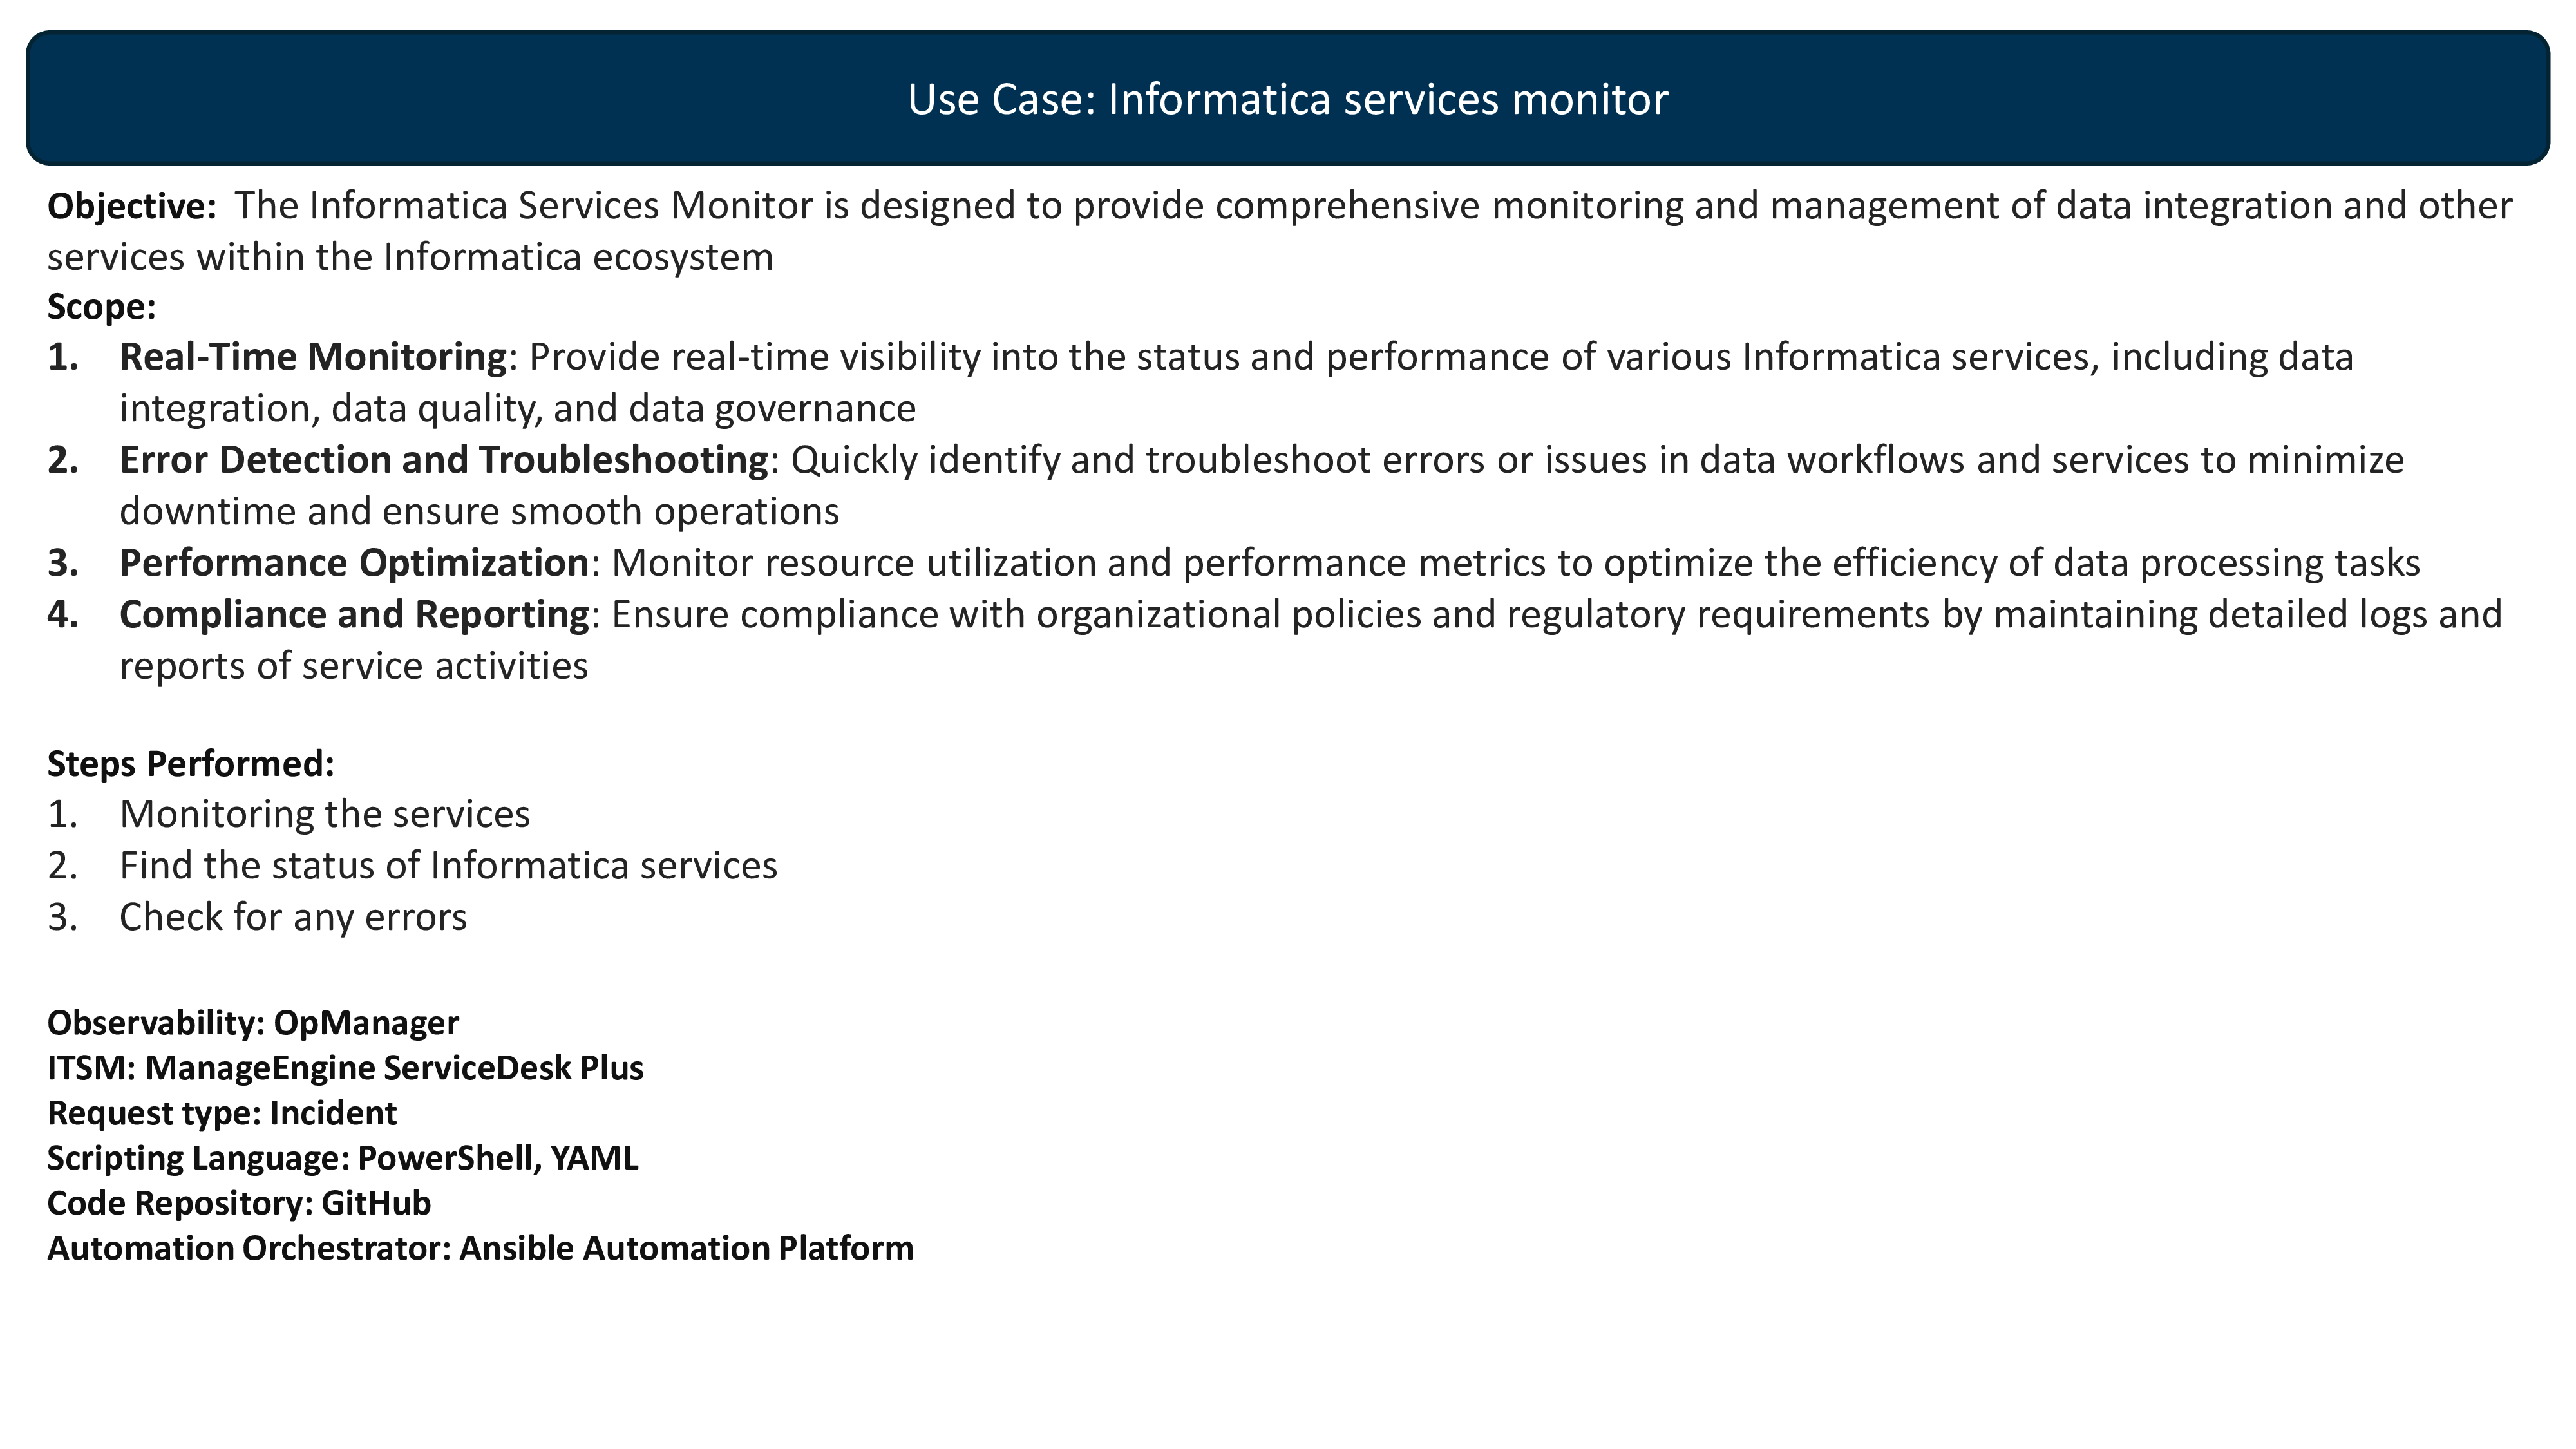 Use Case: Informatica services monitor
Objective: The Informatica Services Monitor is designed to provide comprehensive monitoring and management of data integration and other
services within the Informatica ecosystem
Scope:
1. Real-Time Monitoring: Provide real-time visibility into the status and performance of various Informatica services, including data
integration, data quality, and data governance
2. Error Detection and Troubleshooting: Quickly identify and troubleshoot errors or issues in data workflows and services to minimize
downtime and ensure smooth operations
3. Performance Optimization: Monitor resource utilization and performance metrics to optimize the efficiency of data processing tasks
4. Compliance and Reporting: Ensure compliance with organizational policies and regulatory requirements by maintaining detailed logs and
reports of service activities
Steps Performed:
1. Monitoring the services
2. Find the status of Informatica services
3. Check for any errors
Observability: OpManager
ITSM: ManageEngine ServiceDesk Plus
Request type: Incident
Scripting Language: PowerShell, YAML
Code Repository: GitHub
Automation Orchestrator: Ansible Automation Platform